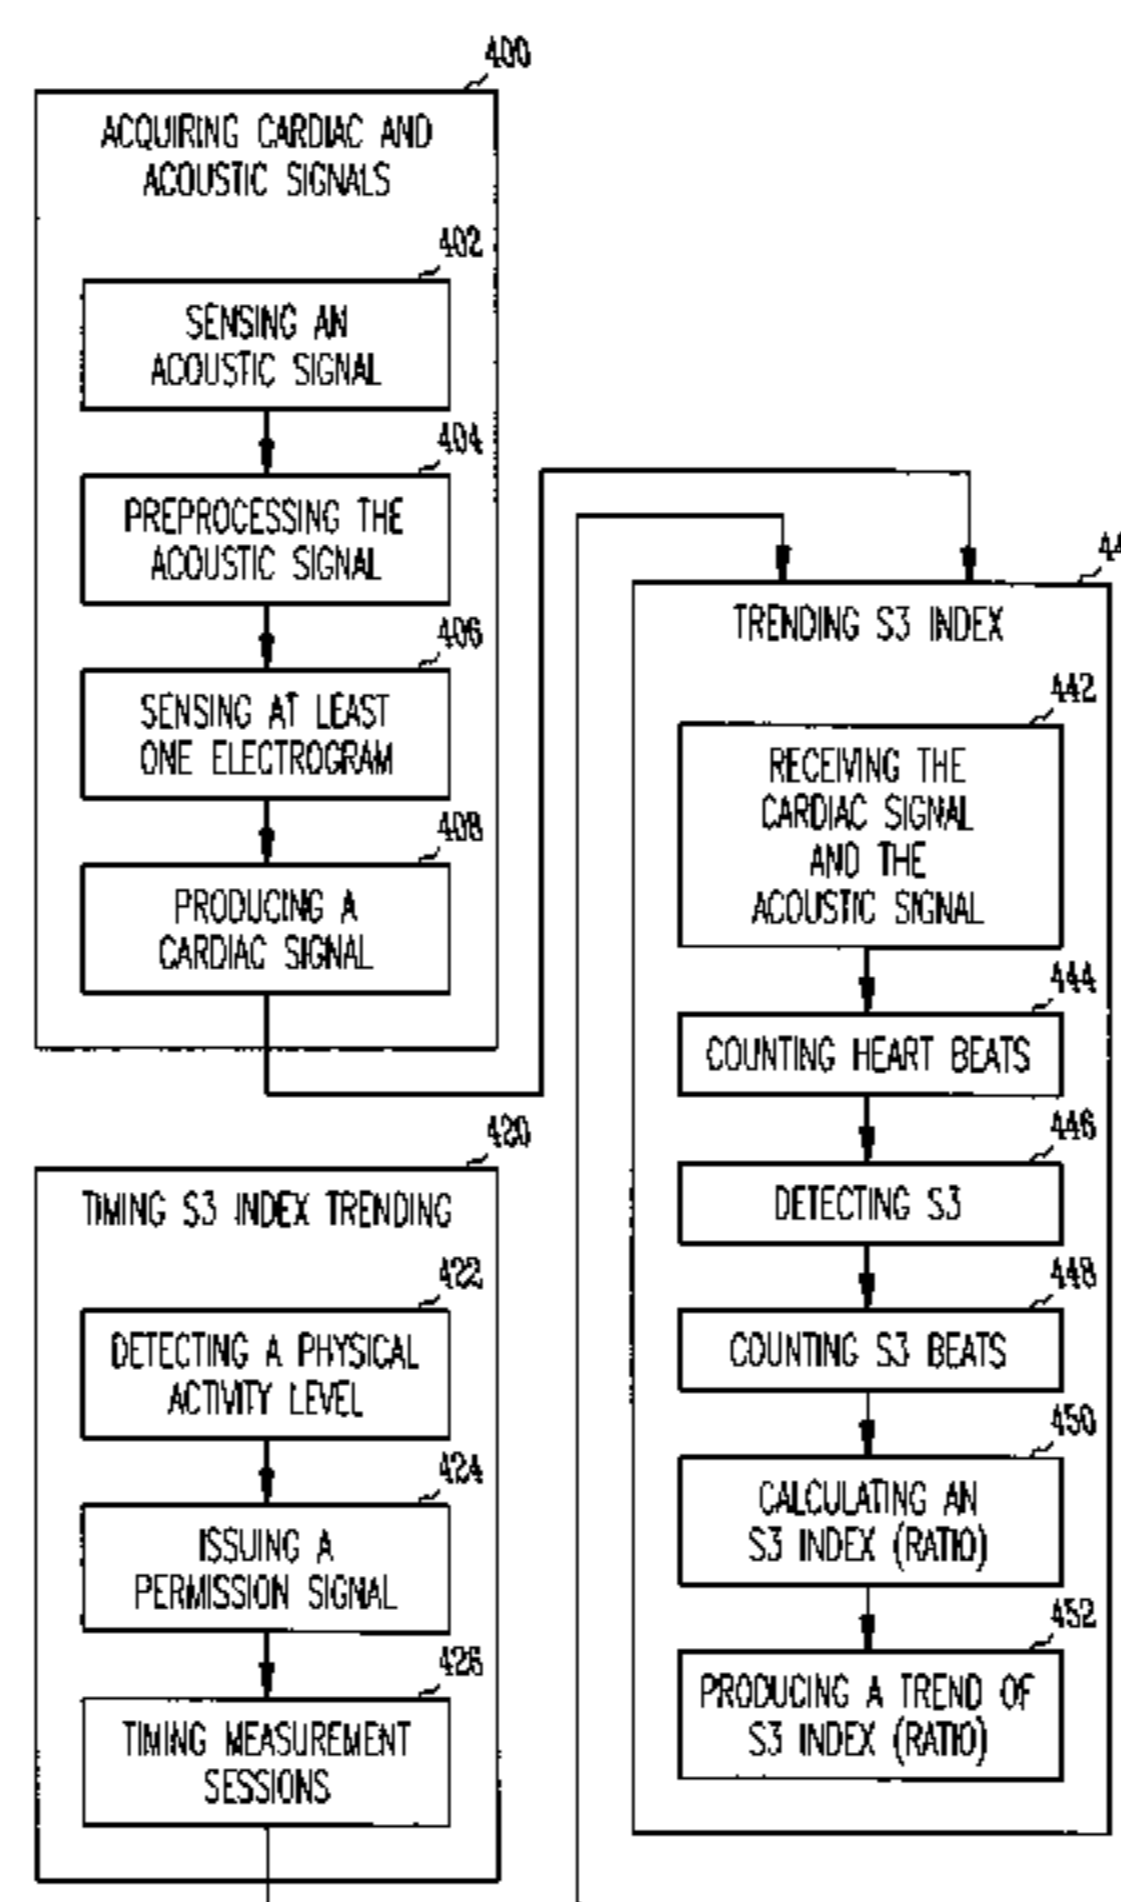 400
ACQUIRING CARDIAC AND
ACOUSTIC SIGNALS
402
SENSING AN
ACOUSTIC SIGNAL
404
PREPROCESSING THE
ACOUSTIC SIGNAL
406
SENSING AT LEAST
ONE ELECTROGRAM
408
PRODUCING A
CARDIAC SIGNAL
420
TIMING S3 INDEX TRENDING
422
DETECTING A PHYSICAL
ACTIVITY LEVEL
424
ISSUING A
PERMISSION SIGNAL
426
TIMING MEASUREMENT
SESSIONS
TRENDING S3 INDEX
442
RECEIVING THE
CARDIAC SIGNAL
AND THE
ACOUSTIC SIGNAL
444
COUNTING HEART BEATS
446
DETECTING S3
448
COUNTING S3 BEATS
450
CALCULATING AN
S3 INDEX (RATIO)
452
PRODUCING A TREND OF
S3 INDEX (RATIO)